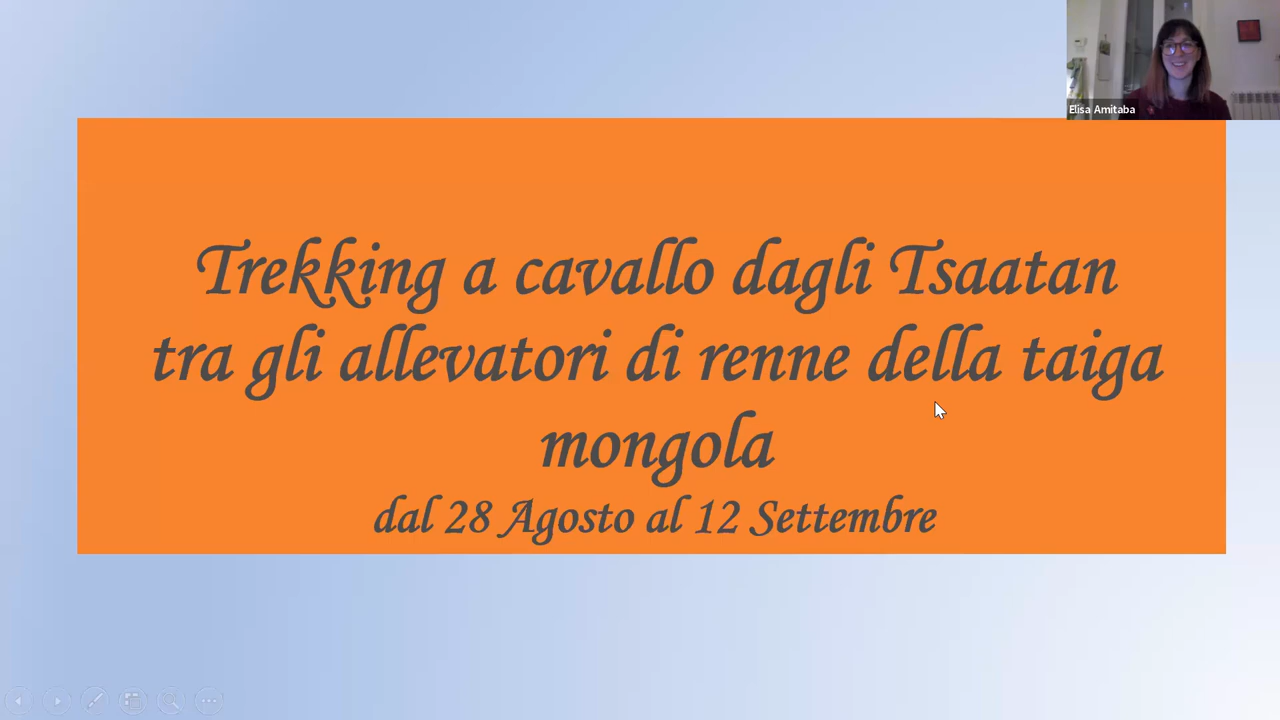 Elisa Amitaba
Trekking a cavallo dagli Tsaatan
tra gli allevatori di renne della taiga
mongola
dal 28 Agosto al 12 Settembre